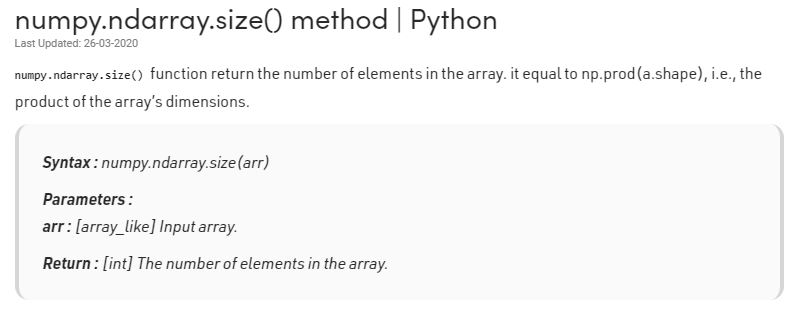 numpy.ndarray.size() method | Python
Last Updated: 26-03-2020
numpy.ndarray.size() function return the number of elements in the array. it equal to np.prod(a.shape), i.e., the
product of the array’s dimensions.
Syntax : numpy.ndarray.size(arr)
Parameters :
arr : [array_like] Input array.
Return : [int] The number of elements in the array.